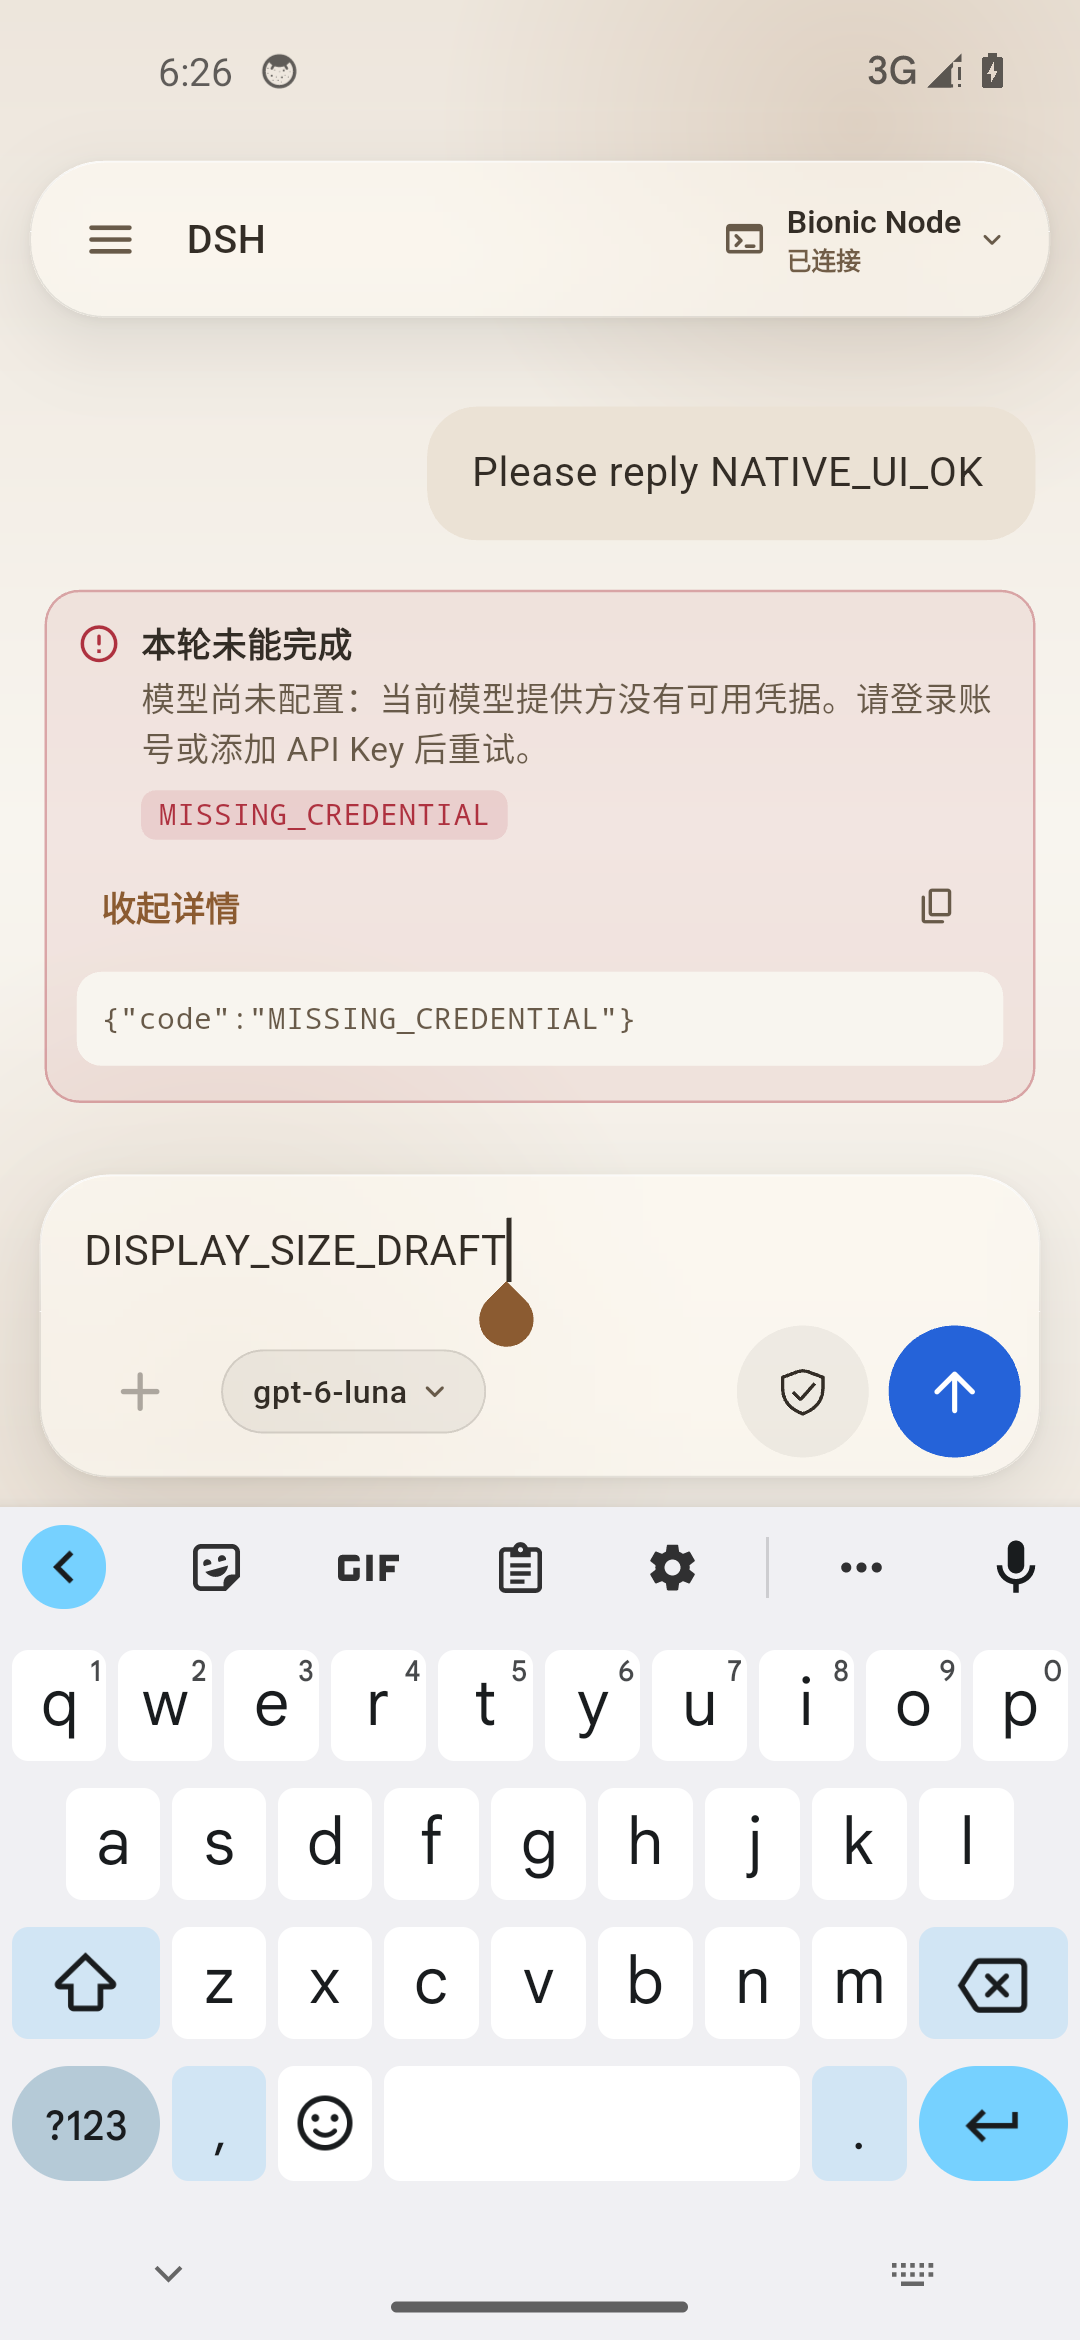 6:26
3G
DSH
Bionic Node
已连接
Please reply NATIVE_UI_OK
本轮未能完成
模型尚未配置：当前模型提供方没有可用凭据。请登录账
号或添加 API Key 后重试。
MISSING_CREDENTIAL
收起详情
{"code":"MISSING_CREDENTIAL"}
DISPLAY_SIZE_DRAFT
gpt-6-luna
GIF
q 1 w 2 e 3 r 4 t 5 y 6 u 7 i 8 o 9 p 0
a s d f g h j k l
z x c v b n m
?123 , .